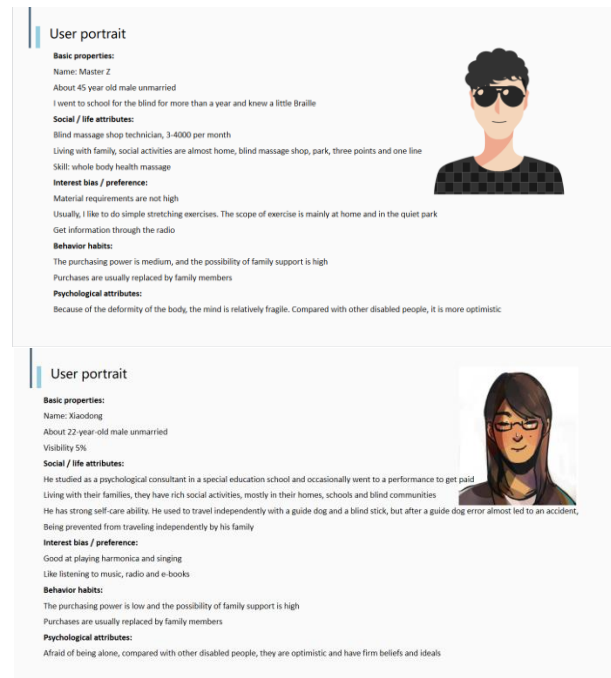 User portrait
Basic properties:
Name: Master Z
About 45 year old male unmarried
I went to school for the blind for more than a year and knew a little Braille
Social / life attributes:
Blind massage shop technician, 3-4000 per month
Living with family, social activities are almost home, blind massage shop, park, three points and one line
Skill: whole body health massage
Interest bias / preference:
Material requirements are not high
Usually, I like to do simple stretching exercises. The scope of exercise is mainly at home and in the quiet park
Get information through the radio
Behavior habits:
The purchasing power is medium, and the possibility of family support is high
Purchases are usually replaced by family members
Psychological attributes:
Because of the deformity of the body, the mind is relatively fragile. Compared with other disabled people, it is more optimistic
User portrait
Basic properties:
Name: Xiaodong
About 22-year-old male unmarried
Visibility 5%
Social / life attributes:
He studied as a psychological consultant in a special education school and occasionally went to a performance to get paid
Living with their families, they have rich social activities, mostly in their homes, schools and blind communities
He has strong self-care ability. He used to travel independently with a guide dog and a blind stick, but after a guide dog error almost led to an accident,
Being prevented from traveling independently by his family
Interest bias / preference:
Good at playing harmonica and singing
Like listening to music, radio and e-books
Behavior habits:
The purchasing power is low and the possibility of family support is high
Purchases are usually replaced by family members
Psychological attributes:
Afraid of being alone, compared with other disabled people, they are optimistic and have firm beliefs and ideals